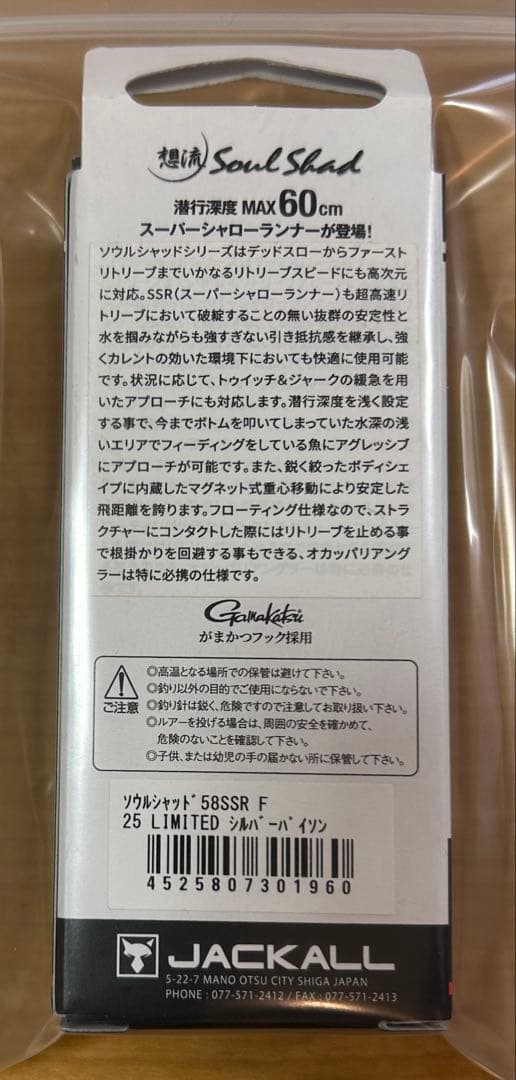 想流 Soul Shad
潜行深度 MAX60cm
スーパーシャローランナーが登場!
ソウルシャッドシリーズはデッドスローからファースト
リトリーブまでいかなるリトリーブスピードにも高次元
に対応。SSR(スーパーシャローランナー)も超高速リ
トリーブにおいて破綻することの無い抜群の安定性と
水を掴みながらも強すぎない引き抵抗感を継承し、強
くカレントの効いた環境下においても快適に使用可能
です。状況に応じて、トゥイッチ&ジャークの緩急を用
いたアプローチにも対応します。潜行深度を浅く設定
する事で、今までボトムを叩いてしまっていた水深の浅
いエリアでフィーディングをしている魚にアグレッシブ
にアプローチが可能です。また、鋭く絞ったボディシェ
イプに内蔵したマグネット式重心移動により安定した
飛距離を誇ります。フローティング仕様なので、ストラ
クチャーにコンタクトした際にはリトリーブを止める事
で根掛かりを回避する事もできる、オカッパリアング
ラーは特に必携の仕様です。
Gamakatsu
がまかつフック採用
ご注意
◎高温となる場所での保管は避けて下さい。
◎釣り以外の目的でご使用にならないで下さい。
◎釣り針は鋭く、危険ですので注意してお取り扱い下さい。
◎ルアーを投げる場合は、周囲の安全を確かめて、
危険のないことを確認して下さい。
◎子供、または幼児の手の届かない所に保管して下さい。
ソウルシャッド58SSR F
25 LIMITED シルバーパイソン
4525807301960
JACKALL
5-22-7 MANO OTSU CITY SHIGA JAPAN
PHONE : 077-571-2412 / FAX : 077-571-2413